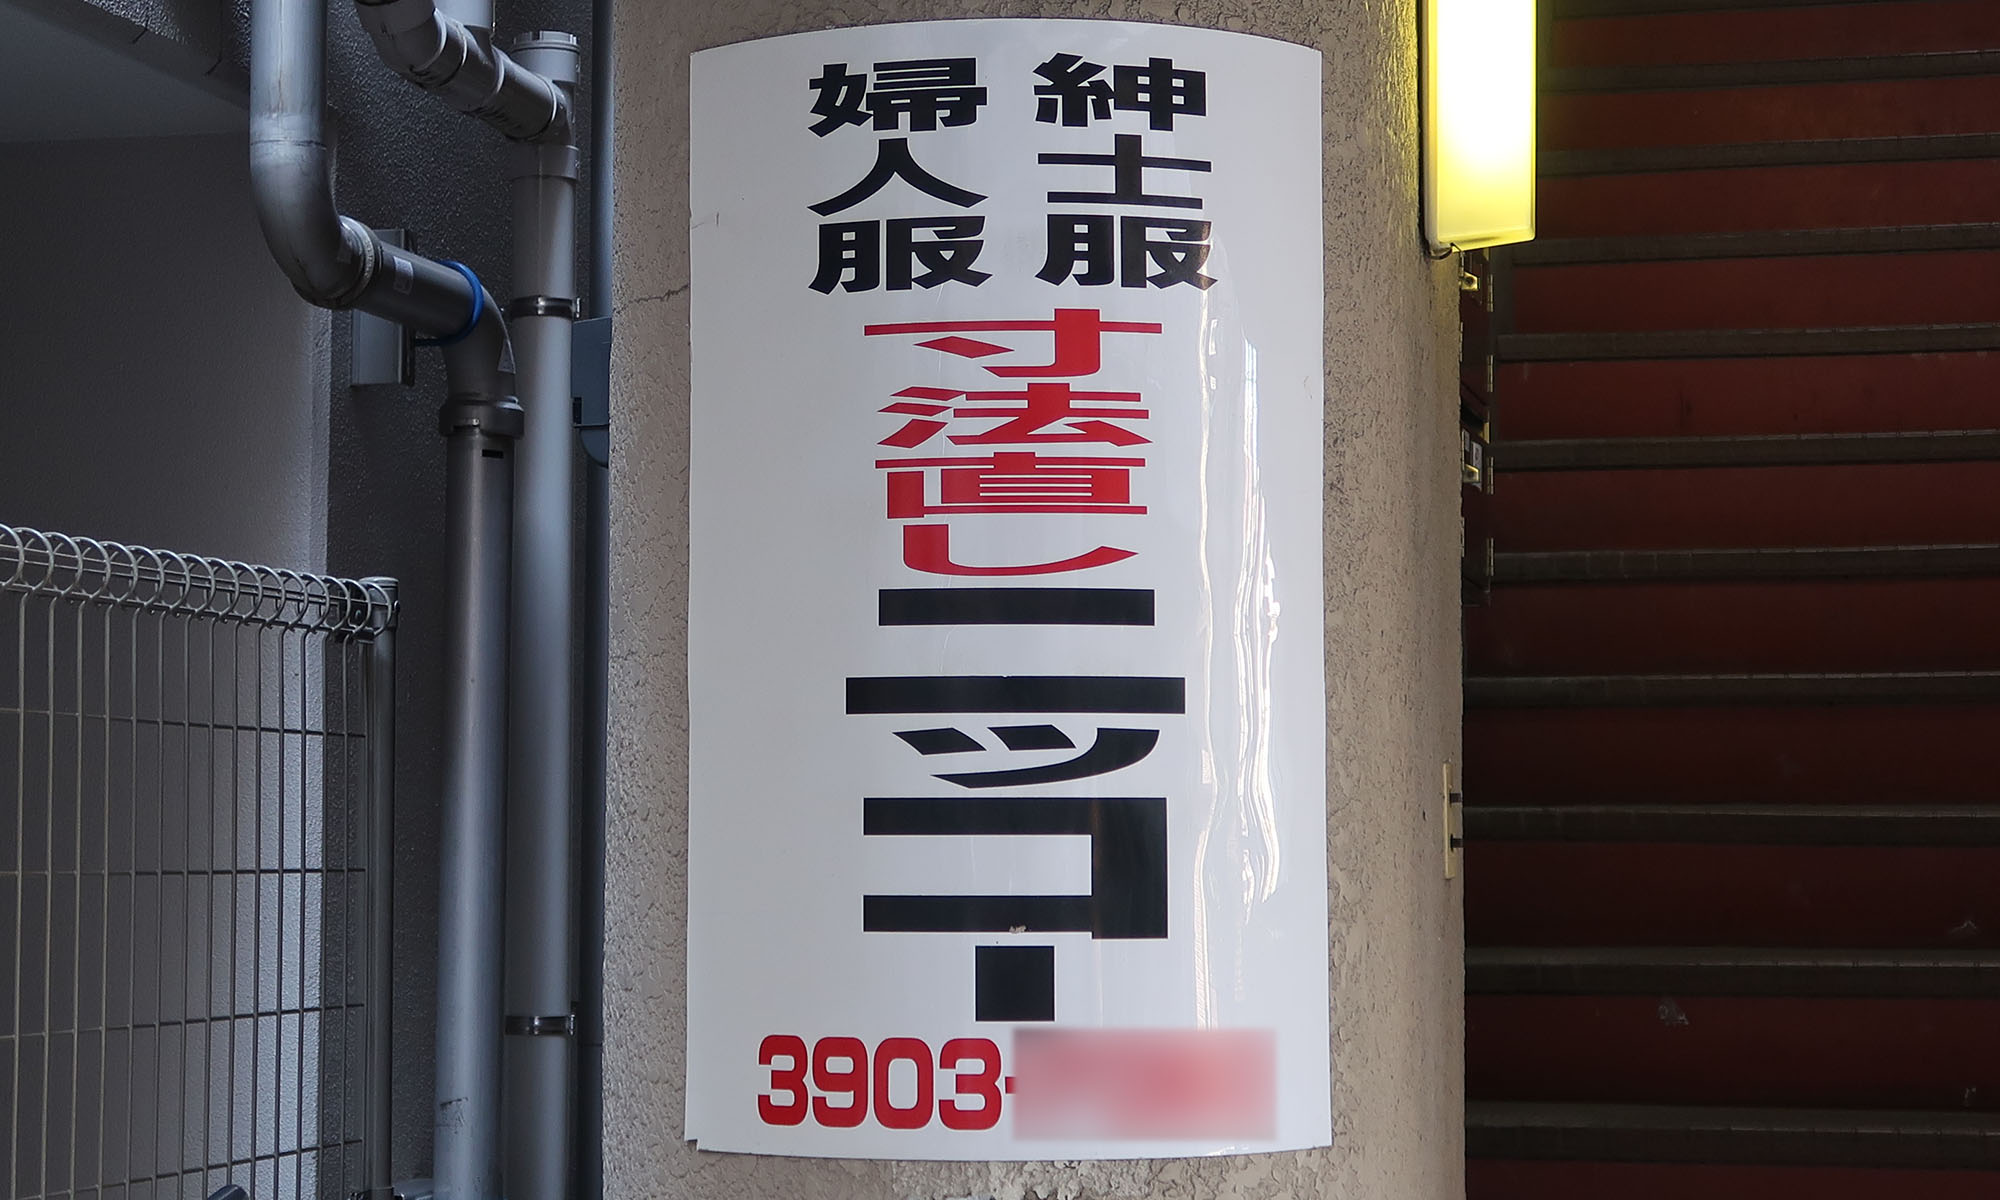 紳士服
婦人服
寸法直し
ニッコー
3903-